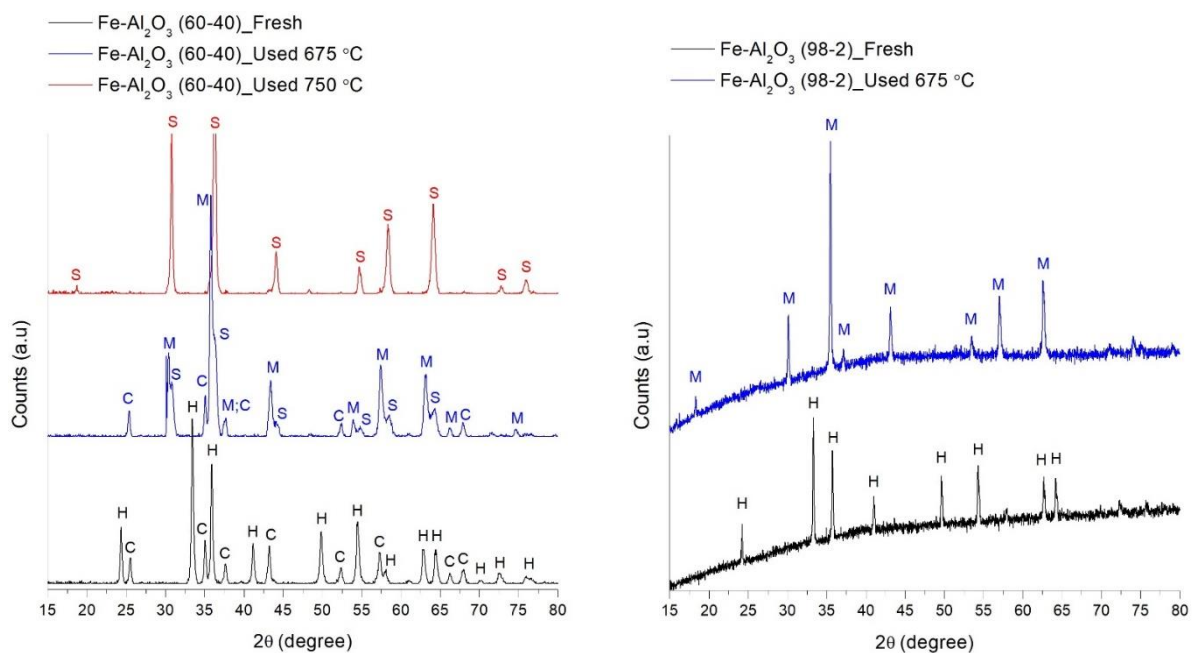 Fe-Al₂O₃ (60-40)_Fresh
Fe-Al₂O₃ (60-40)_Used 675 °C
Fe-Al₂O₃ (60-40)_Used 750 °C
S
S
S
S
S
S
S
S
S
M
M
S
S
C
C
M;C
M
S
C
M
S
M
S
M
S
M
C
M
H
C
H
C
H
C
H
C
H
C
H
C
H
H
H
C
C
H
H
H
15 20 25 30 35 40 45 50 55 60 65 70 75 80
2θ (degree)
Counts (a.u)
Fe-Al₂O₃ (98-2)_Fresh
Fe-Al₂O₃ (98-2)_Used 675 °C
M
M
M
M
M
M
M
M
H
H
H
H
H
H
H
H
15 20 25 30 35 40 45 50 55 60 65 70 75 80
2θ (degree)
Counts (a.u)